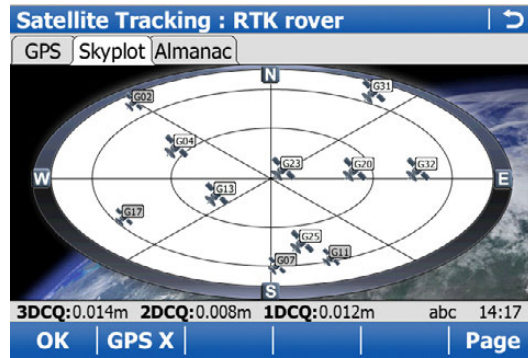 Satellite Tracking : RTK rover
GPS Skyplot Almanac
N
G31
G02
G04
G23 G20 G32
W E
G13
G17
G25
G11
G07
S
3DCQ:0.014m 2DCQ:0.008m 1DCQ:0.012m abc 14:17
OK GPS X Page